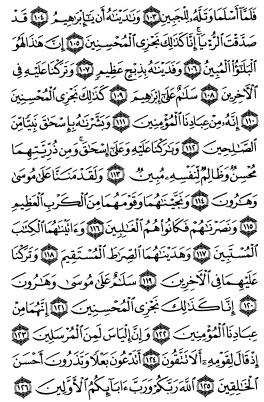 فَلَمَّآ أَسْلَمَا وَتَلَّهُۥ لِلْجَبِينِ ١٠٣ وَنَٰدَيْنَٰهُ أَن يَٰٓإِبْرَٰهِيمُ ١٠٤ قَدْ
صَدَّقْتَ ٱلرُّءْيَآ إِنَّا كَذَٰلِكَ نَجْزِى ٱلْمُحْسِنِينَ ١٠٥ إِنَّ هَٰذَا لَهُوَ
ٱلْبَلَٰٓؤُا۟ ٱلْمُبِينُ ١٠٦ وَفَدَيْنَٰهُ بِذِبْحٍ عَظِيمٍ ١٠٧ وَتَرَكْنَا عَلَيْهِ فِى
ٱلْءَاخِرِينَ ١٠٨ سَلَٰمٌ عَلَىٰٓ إِبْرَٰهِيمَ ١٠٩ كَذَٰلِكَ نَجْزِى ٱلْمُحْسِنِينَ
١١٠ إِنَّهُۥ مِنْ عِبَادِنَا ٱلْمُؤْمِنِينَ ١١١ وَبَشَّرْنَٰهُ بِإِسْحَٰقَ نَبِيًّا مِّنَ
ٱلصَّٰلِحِينَ ١١٢ وَبَٰرَكْنَا عَلَيْهِ وَعَلَىٰٓ إِسْحَٰقَ وَمِن ذُرِّيَّتِهِمَا
مُحْسِنٌ وَظَالِمٌ لِّنَفْسِهِۦ مُبِينٌ ١١٣ وَلَقَدْ مَنَنَّا عَلَىٰ مُوسَىٰ
وَهَٰرُونَ ١١٤ وَنَجَّيْنَٰهُمَا وَقَوْمَهُمَا مِنَ ٱلْكَرْبِ ٱلْعَظِيمِ
١١٥ وَنَصَرْنَٰهُمْ فَكَانُوا۟ هُمُ ٱلْغَٰلِبِينَ ١١٦ وَءَاتَيْنَٰهُمَا ٱلْكِتَٰبَ
ٱلْمُسْتَبِينَ ١١٧ وَهَدَيْنَٰهُمَا ٱلصِّرَٰطَ ٱلْمُسْتَقِيمَ ١١٨ وَتَرَكْنَا
عَلَيْهِمَا فِى ٱلْءَاخِرِينَ ١١٩ سَلَٰمٌ عَلَىٰ مُوسَىٰ وَهَٰرُونَ
١٢٠ إِنَّا كَذَٰلِكَ نَجْزِى ٱلْمُحْسِنِينَ ١٢١ إِنَّهُمَا مِنْ
عِبَادِنَا ٱلْمُؤْمِنِينَ ١٢٢ وَإِنَّ إِلْيَاسَ لَمِنَ ٱلْمُرْسَلِينَ ١٢٣
إِذْ قَالَ لِقَوْمِهِۦٓ أَلَا تَتَّقُونَ ١٢٤ أَتَدْعُونَ بَعْلًا وَتَذَرُونَ أَحْسَنَ
ٱلْخَٰلِقِينَ ١٢٥ ٱللَّهَ رَبَّكُمْ وَرَبَّ ءَابَآئِكُمُ ٱلْأَوَّلِينَ ١٢٦